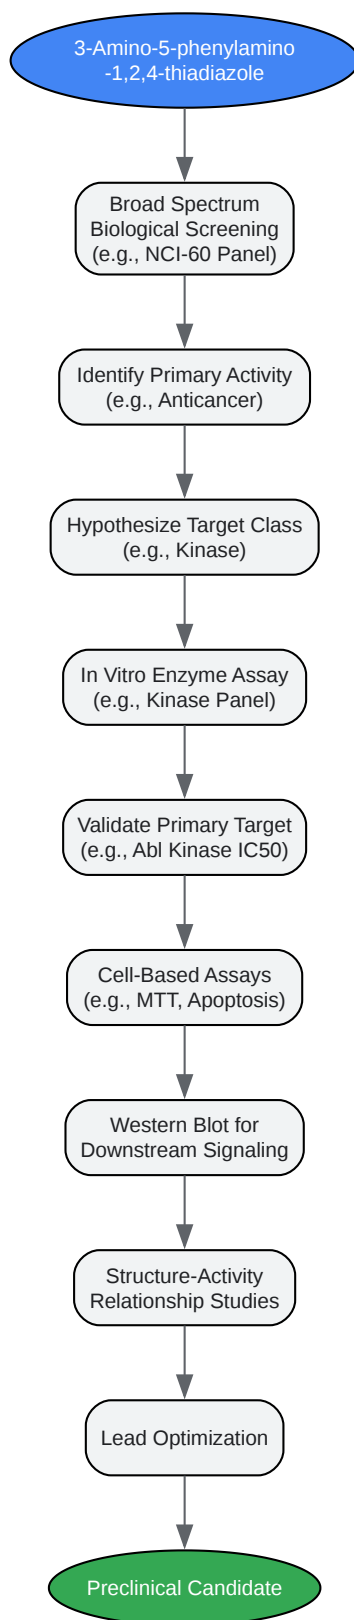 3-Amino-5-phenylamino
-1,2,4-thiadiazole
Broad Spectrum
Biological Screening
(e.g., NCI-60 Panel)
Identify Primary Activity
(e.g., Anticancer)
Hypothesize Target Class
(e.g., Kinase)
In Vitro Enzyme Assay
(e.g., Kinase Panel)
Validate Primary Target
(e.g., Abl Kinase IC50)
Cell-Based Assays
(e.g., MTT, Apoptosis)
Western Blot for
Downstream Signaling
Structure-Activity
Relationship Studies
Lead Optimization
Preclinical Candidate